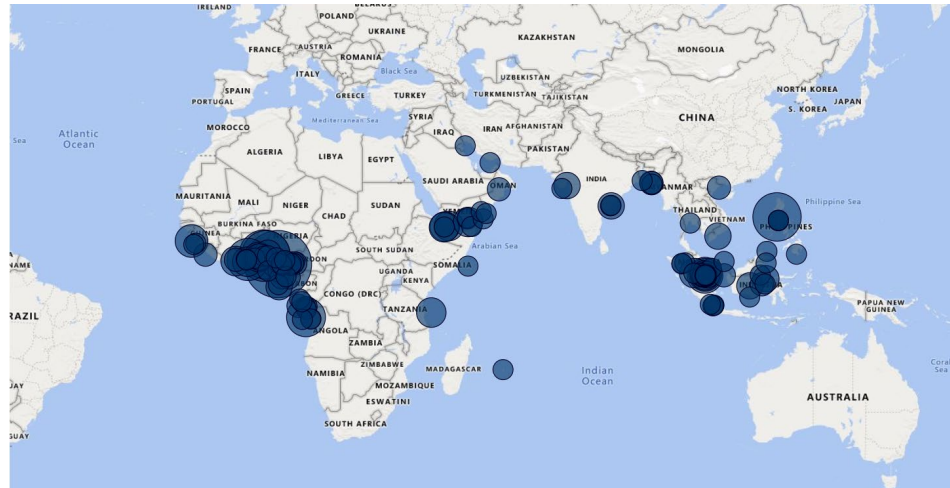 IRELAND
POLAND
BELARUS
UKRAINE
KAZAKHSTAN
MONGOLIA
FRANCE
AUSTRIA
ROMANIA
ITALY
Black Sea
UZBEKISTAN
NORTH KOREA
SPAIN
GREECE
TURKEY
TURKMENISTAN
TAJIKISTAN
S. KOREA
JAPAN
PORTUGAL
Mediterranean Sea
SYRIA
CHINA
Sea
Atlantic
Ocean
MOROCCO
IRAQ
IRAN
AFGHANISTAN
ALGERIA
LIBYA
EGYPT
PAKISTAN
SAUDI ARABIA
OMAN
INDIA
MAURITANIA
MALI
NIGER
CHAD
SUDAN
THAILAND
VIETNAM
Philippine Sea
BURKINA FASO
Arabian Sea
SOUTH SUDAN
SOMALIA
UGANDA
KENYA
CONGO (DRC)
TANZANIA
PAPUA NEW
GUINEA
ANGOLA
ZAMBIA
ZIMBABWE
MADAGASCAR
Indian
Ocean
NAMIBIA
MOZAMBIQUE
ESWATINI
AUSTRALIA
SOUTH AFRICA